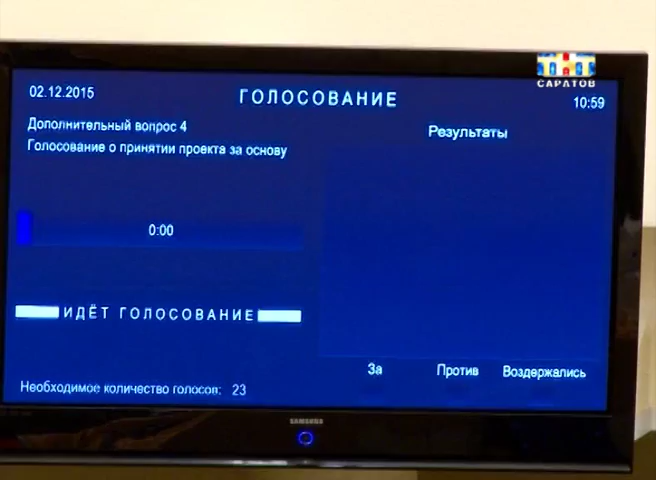 ТНТ
САРАТОВ
02.12.2015
ГОЛОСОВАНИЕ
10:59
Дополнительный вопрос 4
Голосование о принятии проекта за основу
Результаты
0:00
ИДЁТ ГОЛОСОВАНИЕ
За
Против
Воздержались
Необходимое количество голосов: 23
SAMSUNG